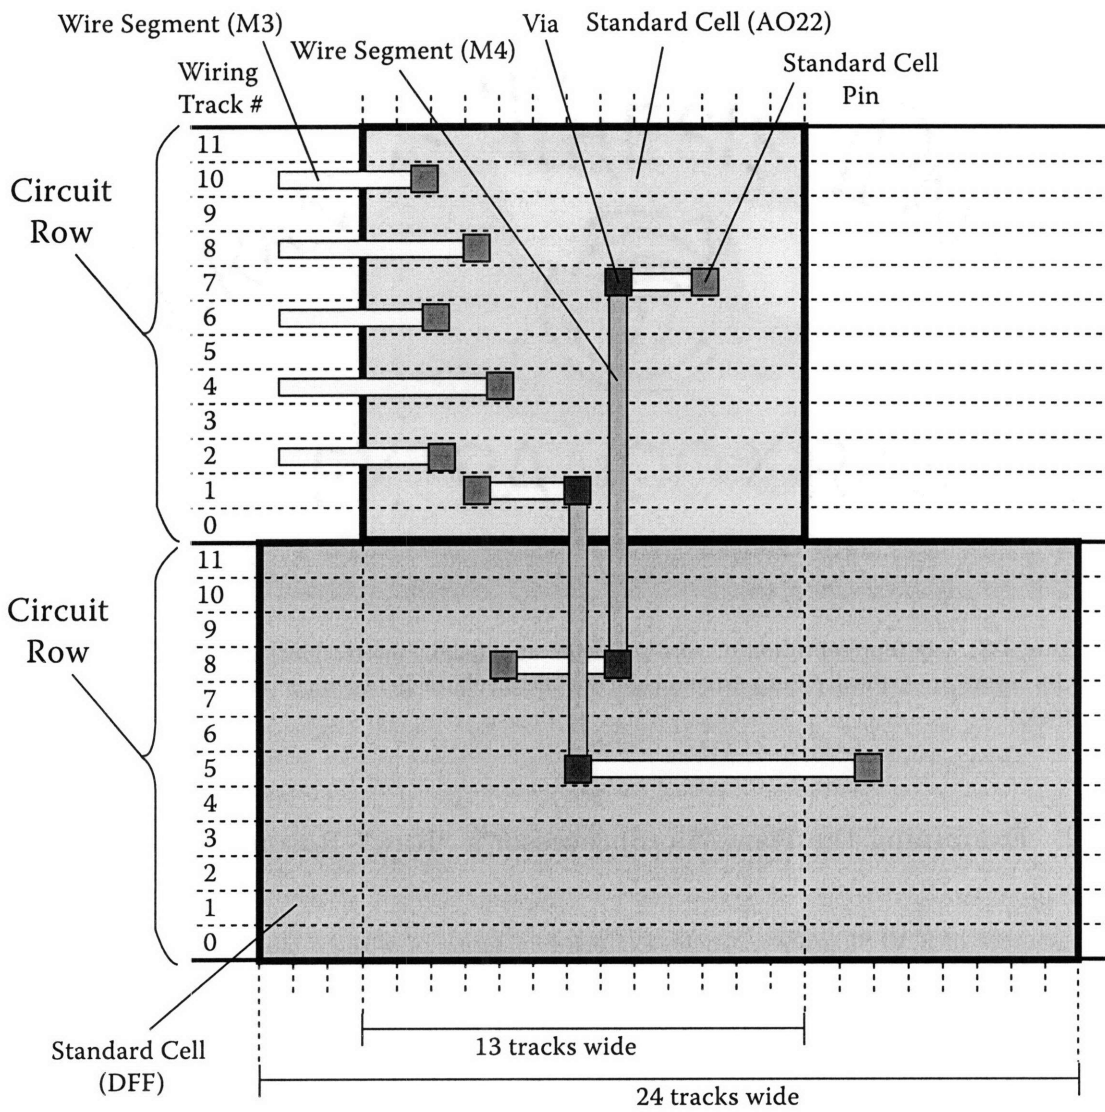 Wire Segment (M3)
Wire Segment (M4)
Via
Standard Cell (AO22)
Standard Cell
Pin
Wiring
Track #
Circuit
Row
11
10
9
8
7
6
5
4
3
2
1
0
Circuit
Row
11
10
9
8
7
6
5
4
3
2
1
0
Standard Cell
(DFF)
13 tracks wide
24 tracks wide